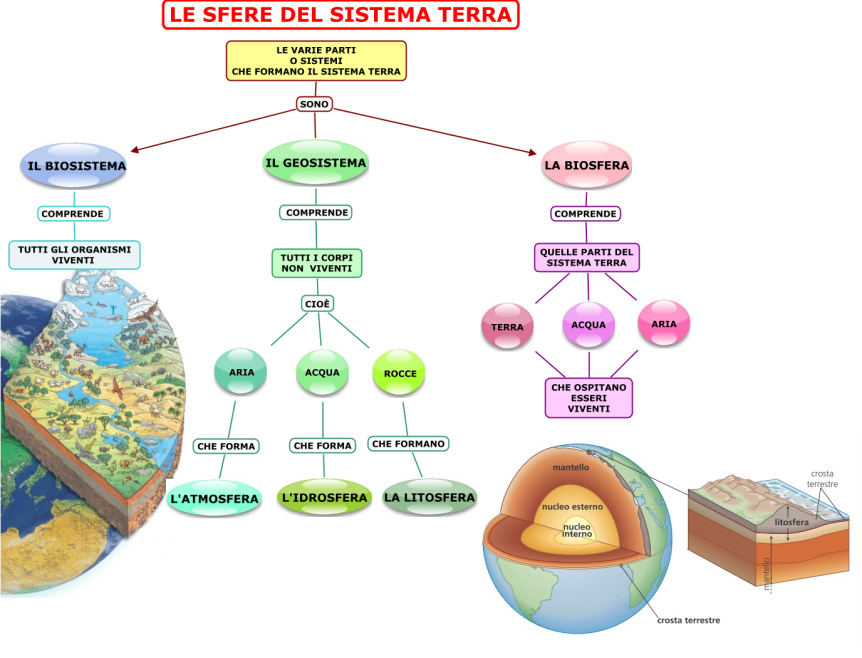 LE SFERE DEL SISTEMA TERRA
LE VARIE PARTI
O SISTEMI
CHE FORMANO IL SISTEMA TERRA
SONO
IL BIOSISTEMA
IL GEOSISTEMA
LA BIOSFERA
COMPRENDE
COMPRENDE
COMPRENDE
TUTTI GLI ORGANISMI
VIVENTI
TUTTI I CORPI
NON VIVENTI
QUELLE PARTI DEL
SISTEMA TERRA
CIOÈ
TERRA
ACQUA
ARIA
ARIA
ACQUA
ROCCE
CHE OSPITANO
ESSERI
VIVENTI
CHE FORMA
CHE FORMA
CHE FORMANO
L'ATMOSFERA
L'IDROSFERA
LA LITOSFERA
mantello
nucleo esterno
nucleo
interno
crosta terrestre
crosta
terrestre
litosfera
mantello